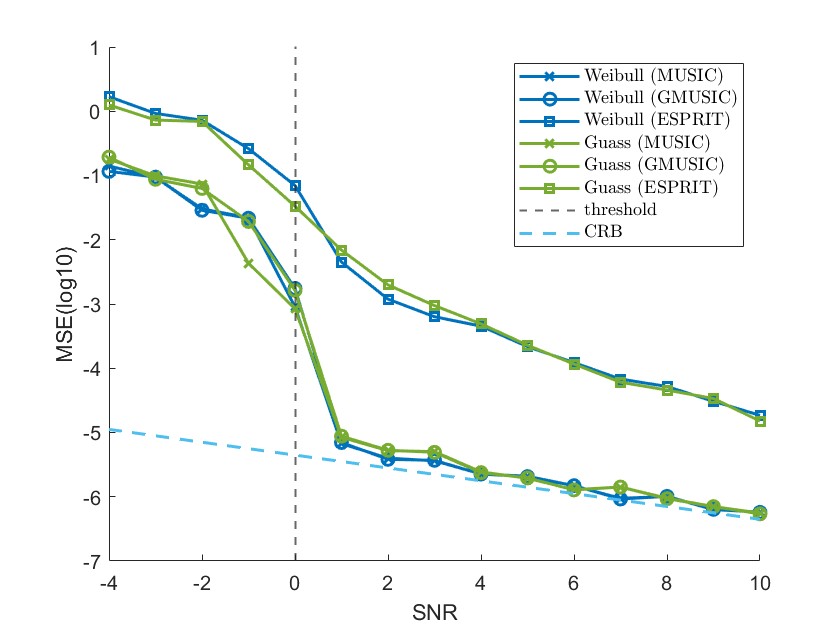 1
0
-1
-2
-3
-4
-5
-6
-7
MSE(log10)
-4
-2
0
2
4
6
8
10
SNR
Weibull (MUSIC)
Weibull (GMUSIC)
Weibull (ESPRIT)
Guass (MUSIC)
Guass (GMUSIC)
Guass (ESPRIT)
threshold
CRB